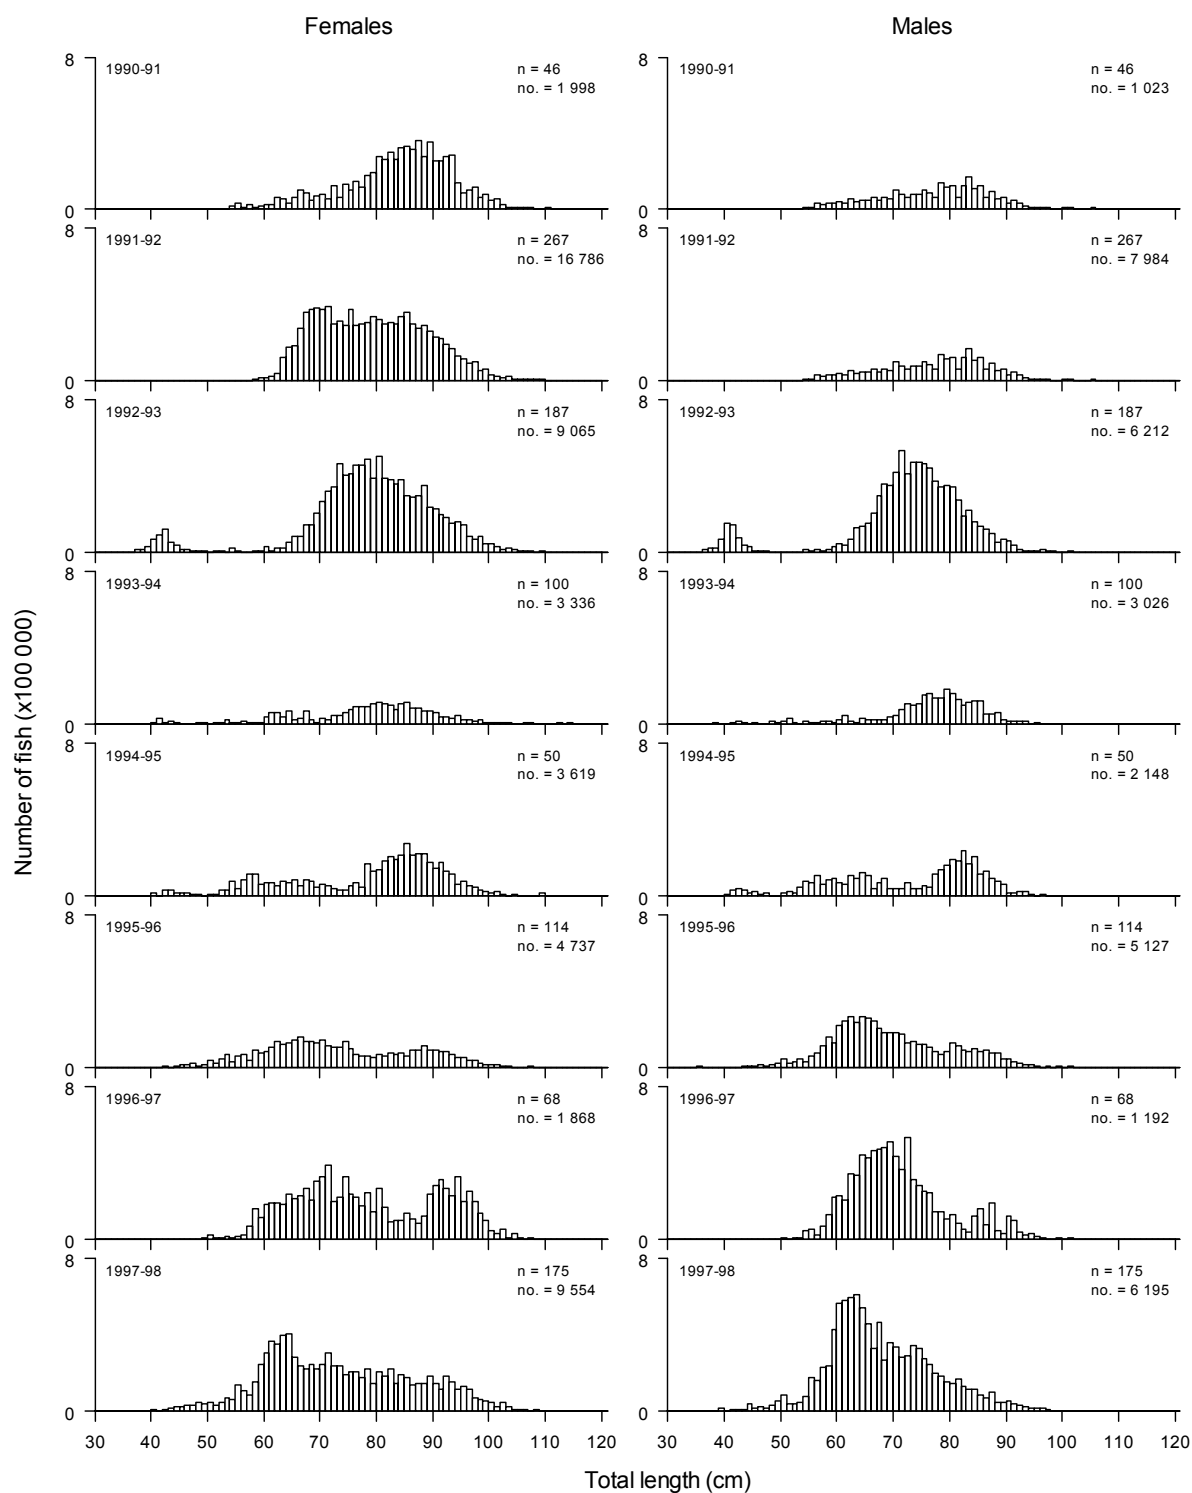 Females Males
8 1990-91 n = 46 8 1990-91 n = 46
no. = 1 998 no. = 1 023
0 0
8 1991-92 n = 267 8 1991-92 n = 267
no. = 16 786 no. = 7 984
0 0
8 1992-93 n = 187 8 1992-93 n = 187
no. = 9 065 no. = 6 212
0 0
8 1993-94 n = 100 8 1993-94 n = 100
no. = 3 336 no. = 3 026
0 0
8 1994-95 n = 50 8 1994-95 n = 50
no. = 3 619 no. = 2 148
0 0
8 1995-96 n = 114 8 1995-96 n = 114
no. = 4 737 no. = 5 127
0 0
8 1996-97 n = 68 8 1996-97 n = 68
no. = 1 868 no. = 1 192
0 0
8 1997-98 n = 175 8 1997-98 n = 175
no. = 9 554 no. = 6 195
0 0
30 40 50 60 70 80 90 100 110 120 30 40 50 60 70 80 90 100 110 120
Total length (cm)
Number of fish (x100 000)